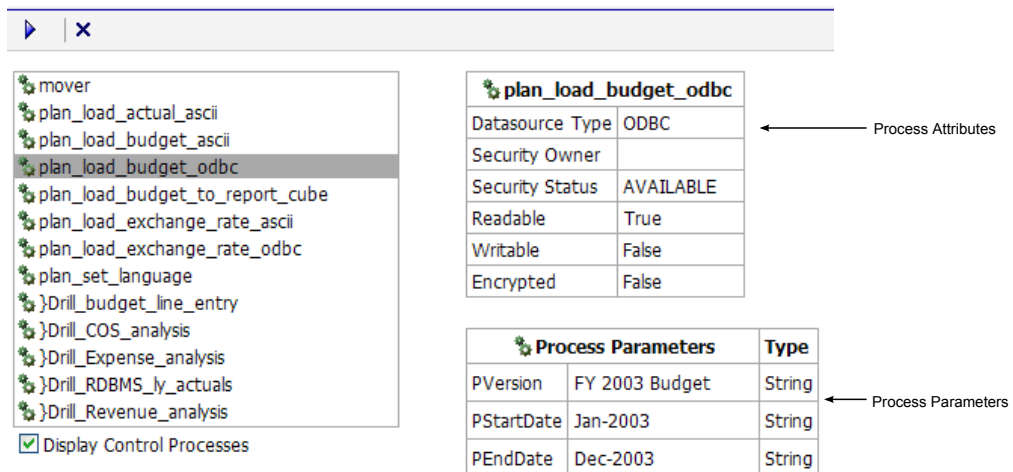 mover
plan_load_actual_ascii
plan_load_budget_ascii
plan_load_budget_odbc
plan_load_budget_to_report_cube
plan_load_exchange_rate_ascii
plan_load_exchange_rate_odbc
plan_set_language
}Drill_budget_line_entry
}Drill_COS_analysis
}Drill_Expense_analysis
}Drill_RDBMS_ly_actuals
}Drill_Revenue_analysis
Display Control Processes
plan_load_budget_odbc
Datasource Type ODBC
Security Owner
Security Status AVAILABLE
Readable True
Writable False
Encrypted False
Process Attributes
Process Parameters Type
PVersion FY 2003 Budget String
PStartDate Jan-2003 String
PEndDate Dec-2003 String
Process Parameters